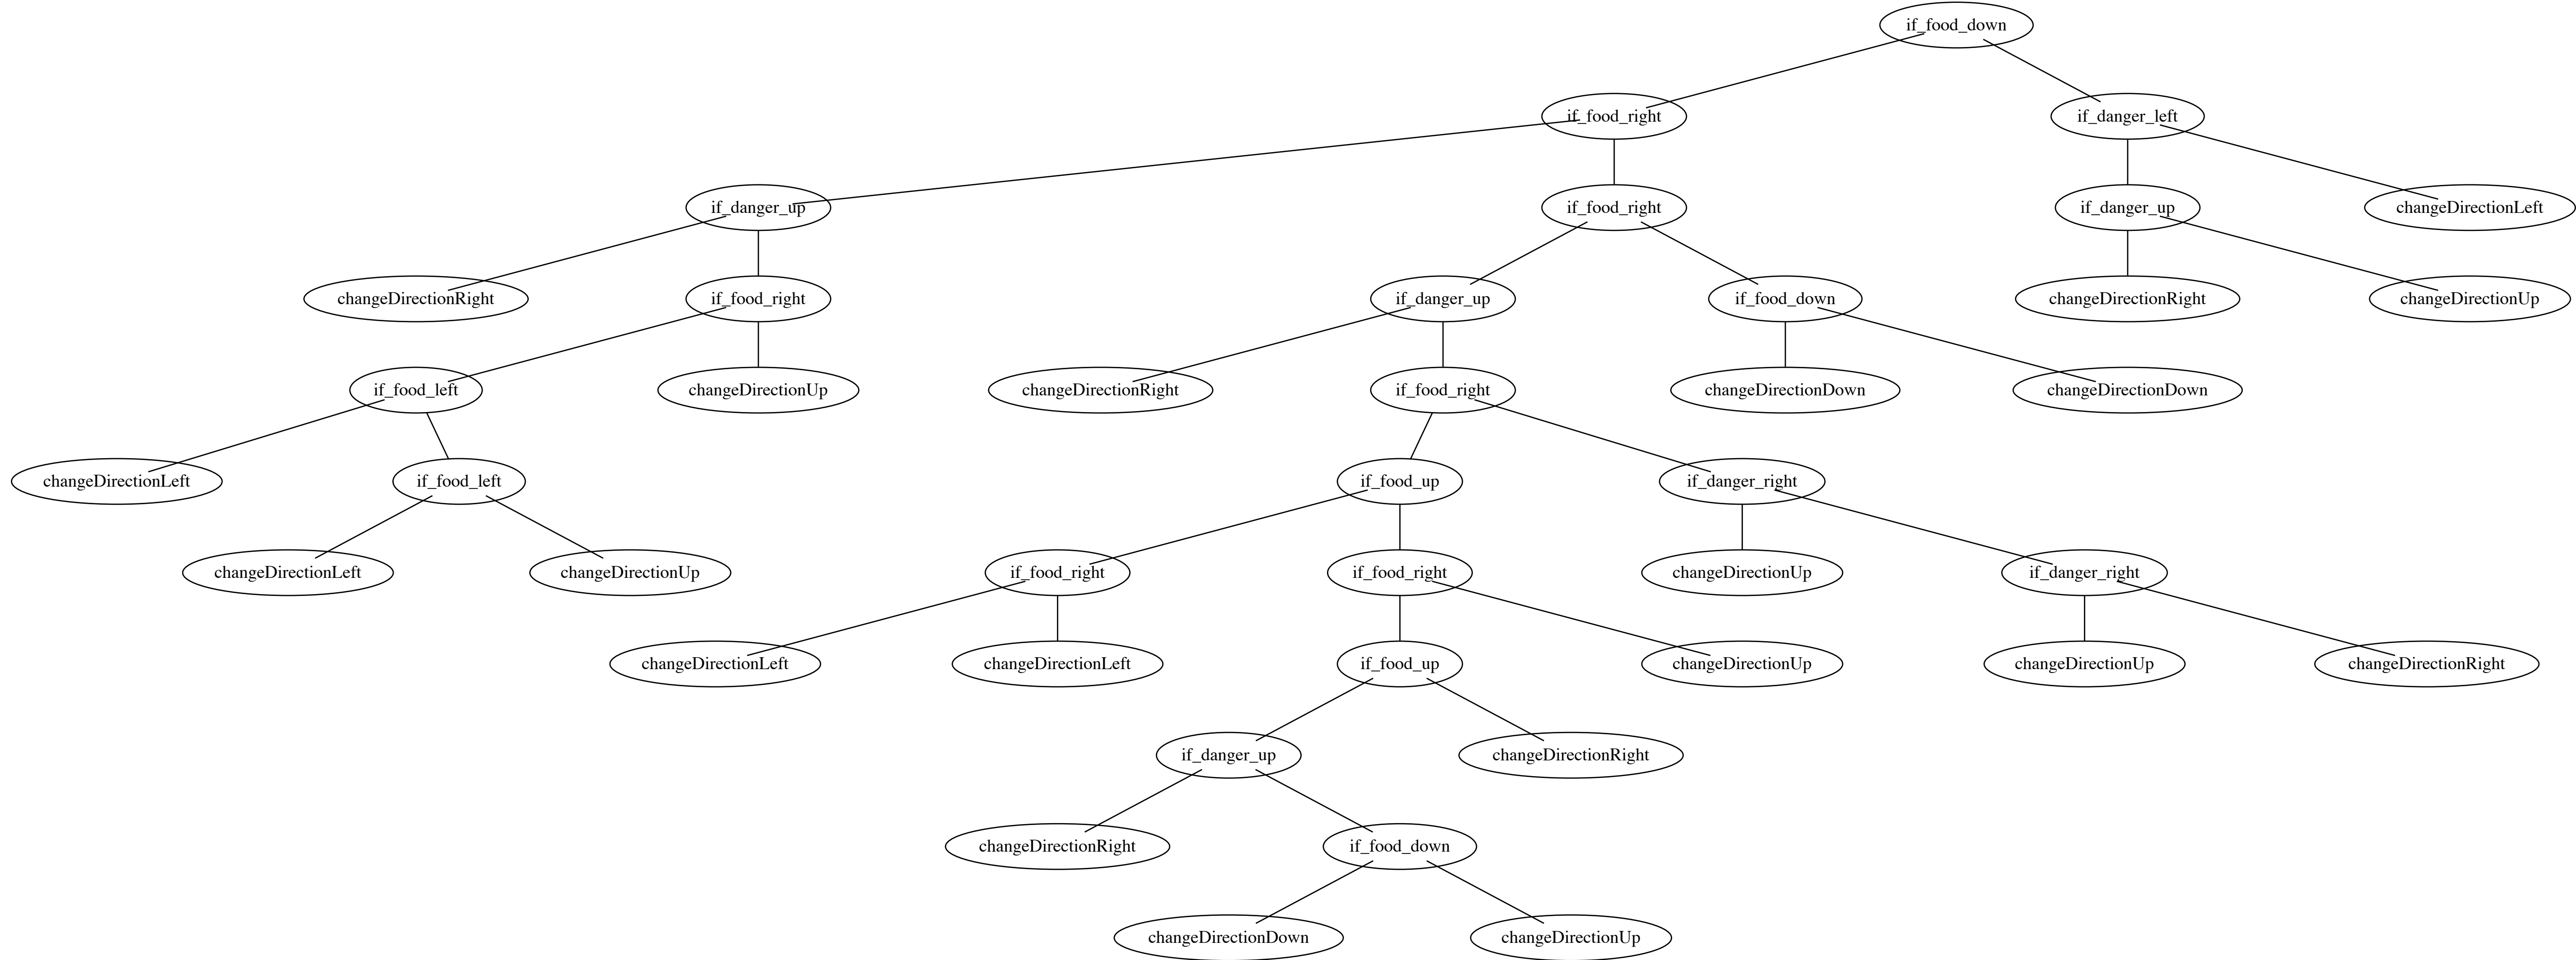 if_food_down
if_food_right
if_danger_left
if_danger_up
if_food_right
if_danger_up
changeDirectionLeft
changeDirectionRight
if_food_right
if_danger_up
if_food_down
changeDirectionRight
changeDirectionUp
if_food_left
changeDirectionUp
changeDirectionRight
if_food_right
changeDirectionDown
changeDirectionDown
changeDirectionLeft
if_food_left
if_food_up
if_danger_right
changeDirectionLeft
changeDirectionUp
if_food_right
if_food_right
changeDirectionUp
if_danger_right
changeDirectionLeft
changeDirectionLeft
if_food_up
changeDirectionUp
changeDirectionUp
changeDirectionRight
if_danger_up
changeDirectionRight
changeDirectionRight
if_food_down
changeDirectionDown
changeDirectionUp